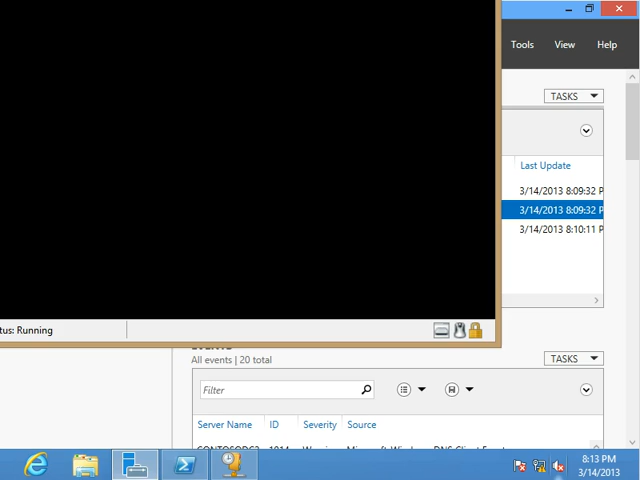 Tools View Help
TASKS
Last Update
3/14/2013 8:09:32 P
3/14/2013 8:09:32 P
3/14/2013 8:10:11 P
tus: Running
All events | 20 total
TASKS
Filter
Server Name ID Severity Source
8:13 PM
3/14/2013